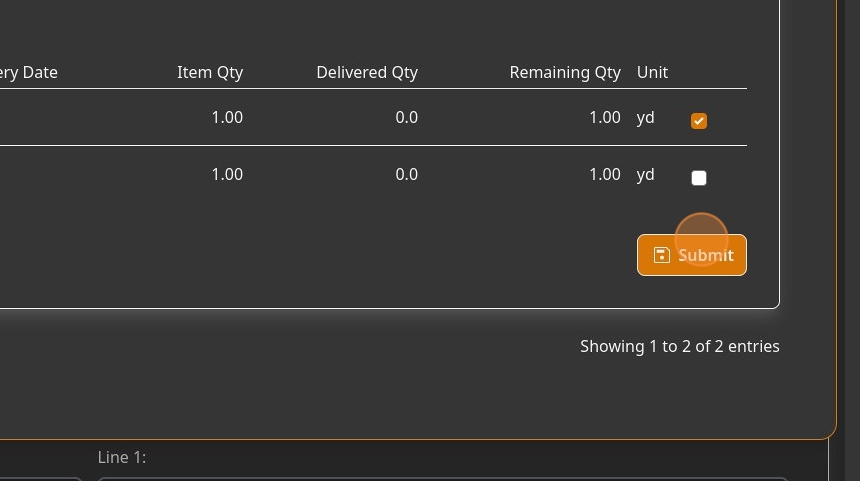 ery Date Item Qty Delivered Qty Remaining Qty Unit
1.00 0.0 1.00 yd
1.00 0.0 1.00 yd
Submit
Showing 1 to 2 of 2 entries
Line 1: